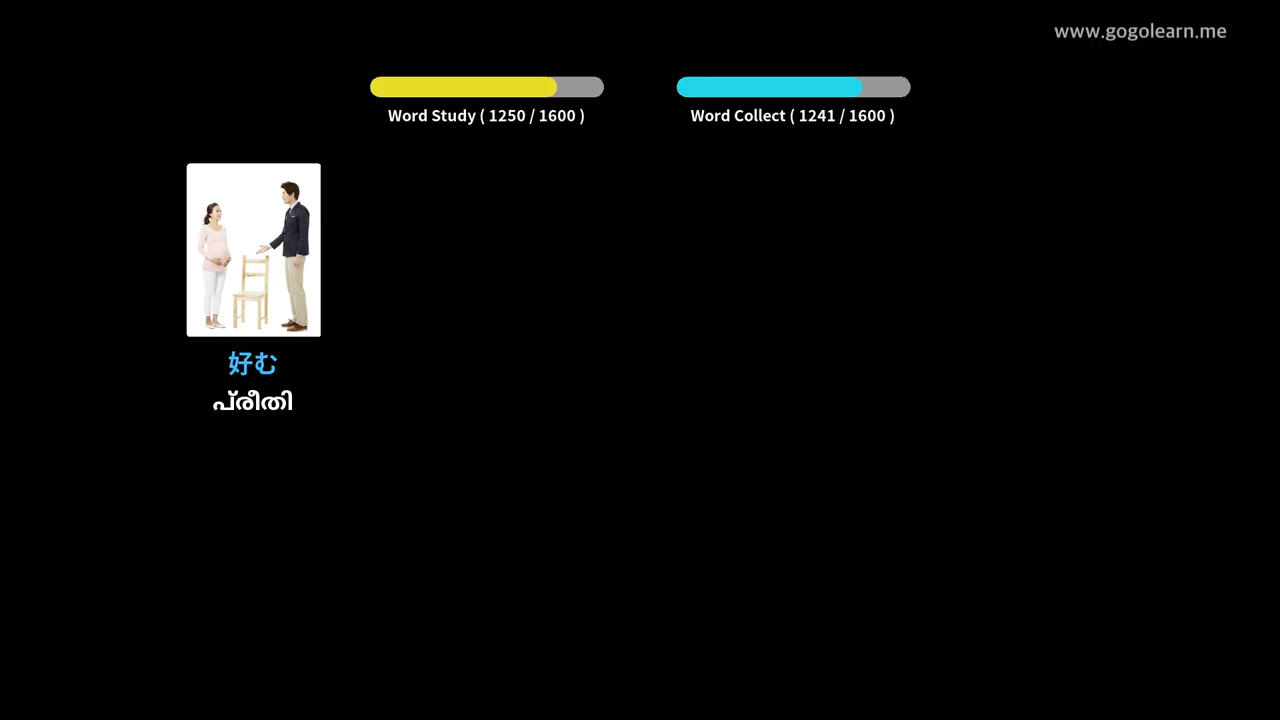 www.gogolearn.me
Word Study ( 1250 / 1600 )
Word Collect ( 1241 / 1600 )
好む
പ്രീതി